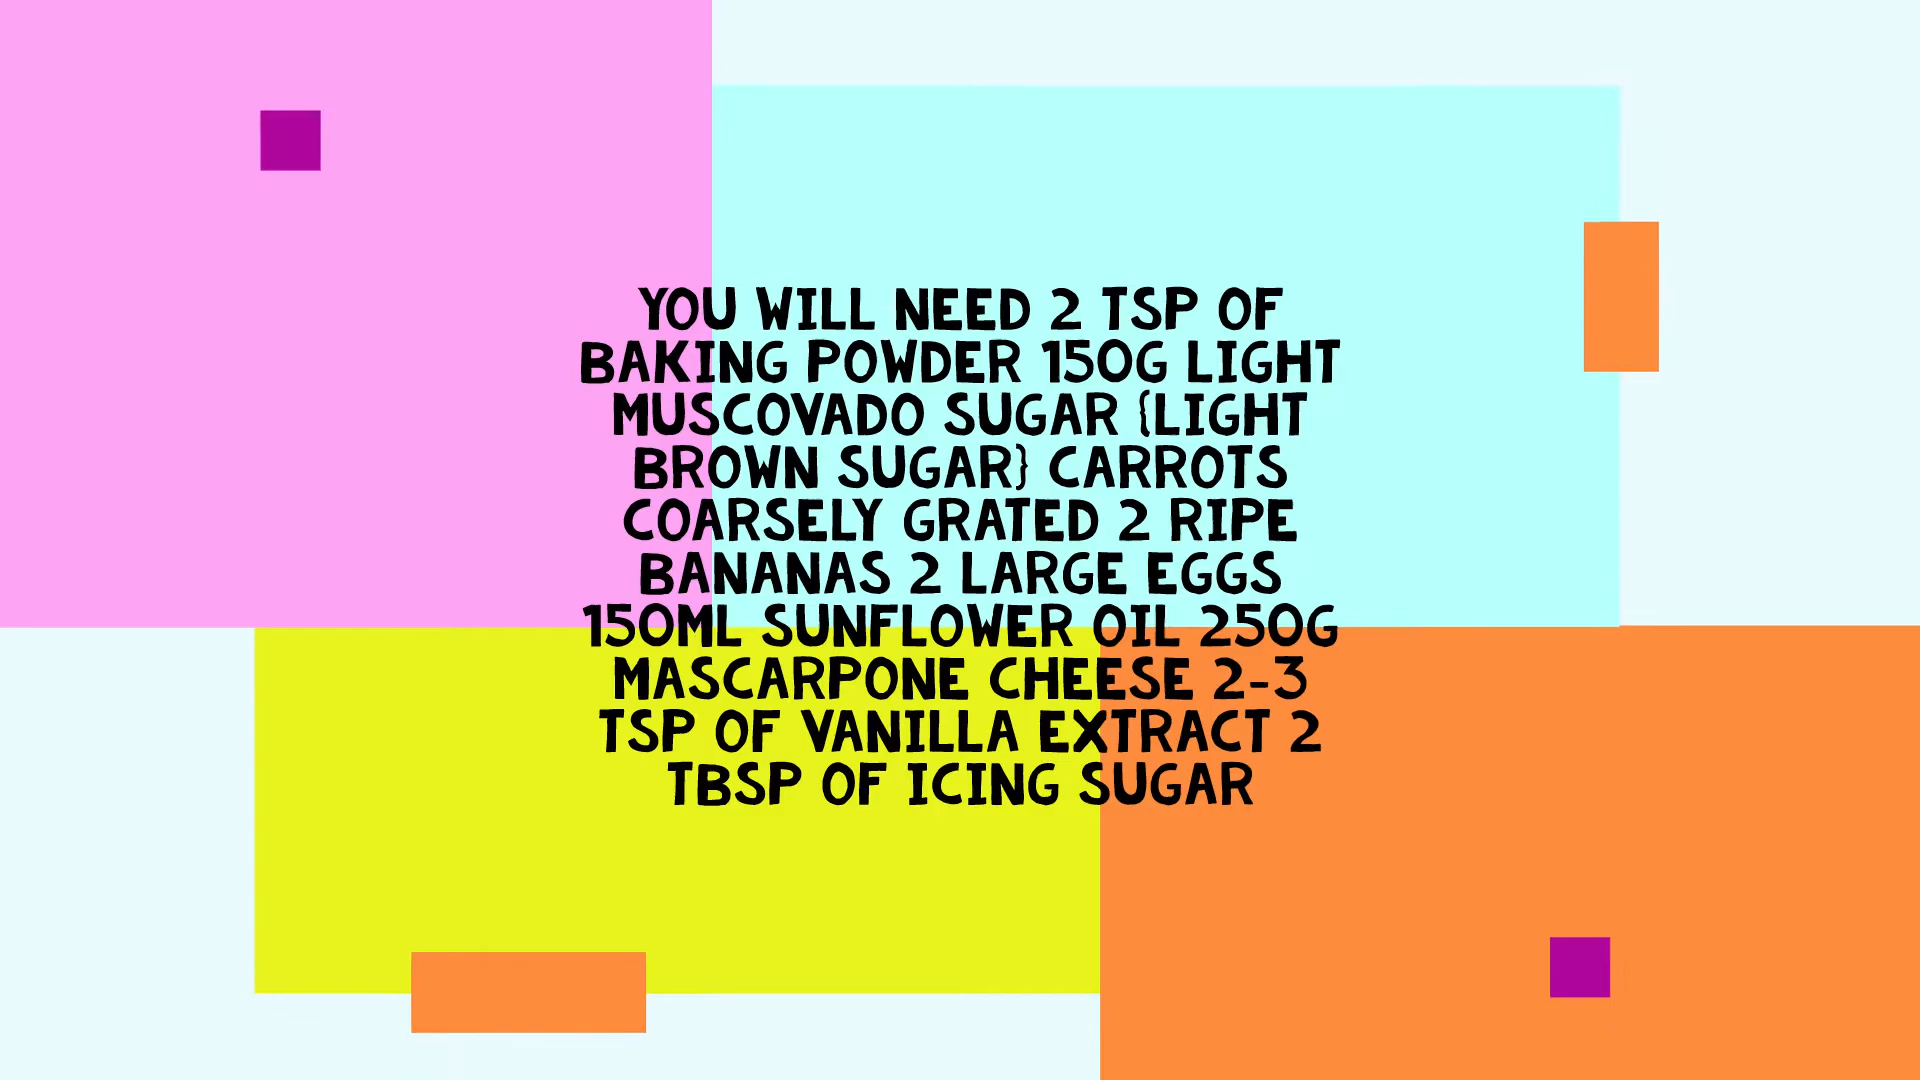 YOU WILL NEED 2 TSP OF
BAKING POWDER 150G LIGHT
MUSCOVADO SUGAR {LIGHT
BROWN SUGAR} CARROTS
COARSELY GRATED 2 RIPE
BANANAS 2 LARGE EGGS
150ML SUNFLOWER OIL 250G
MASCARPONE CHEESE 2-3
TSP OF VANILLA EXTRACT 2
TBSP OF ICING SUGAR